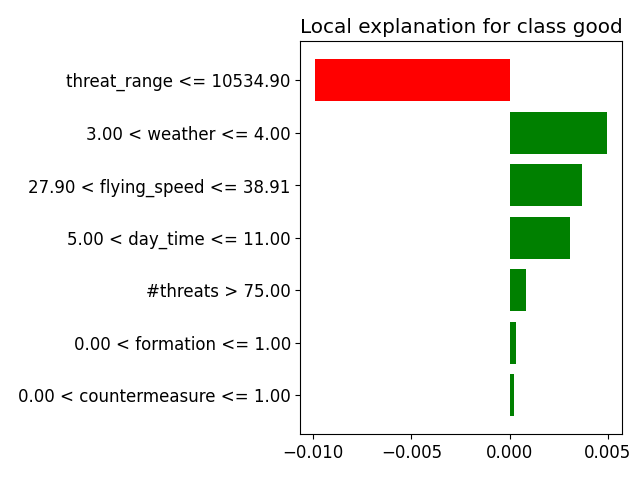 Local explanation for class good
threat_range <= 10534.90
3.00 < weather <= 4.00
27.90 < flying_speed <= 38.91
5.00 < day_time <= 11.00
#threats > 75.00
0.00 < formation <= 1.00
0.00 < countermeasure <= 1.00
−0.010 −0.005 0.000 0.005